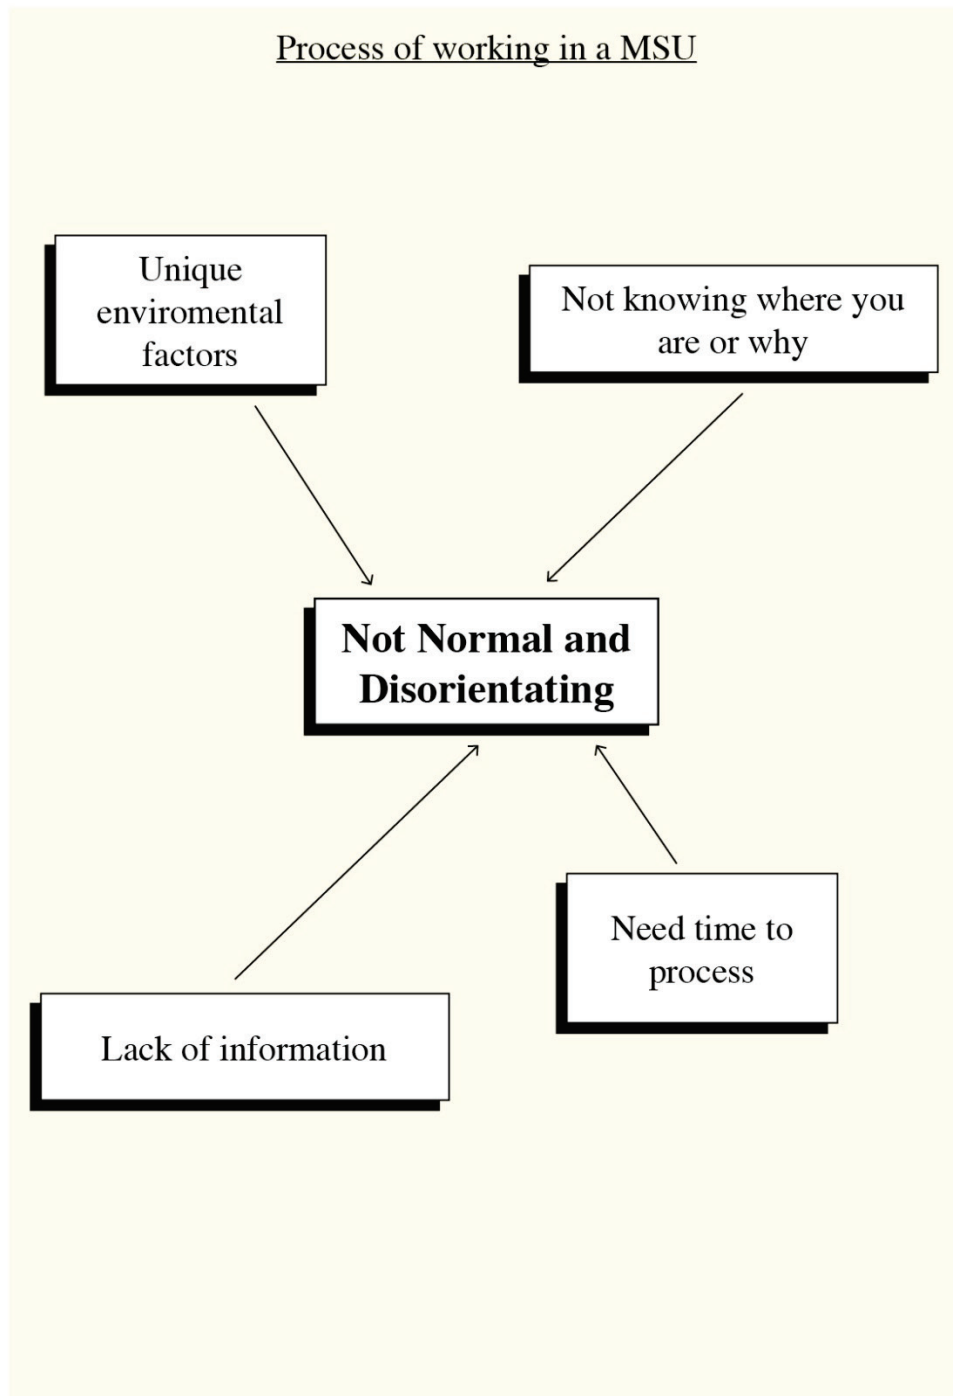 Process of working in a MSU
Unique
enviromental
factors
Not knowing where you
are or why
Not Normal and
Disorientating
Need time to
process
Lack of information